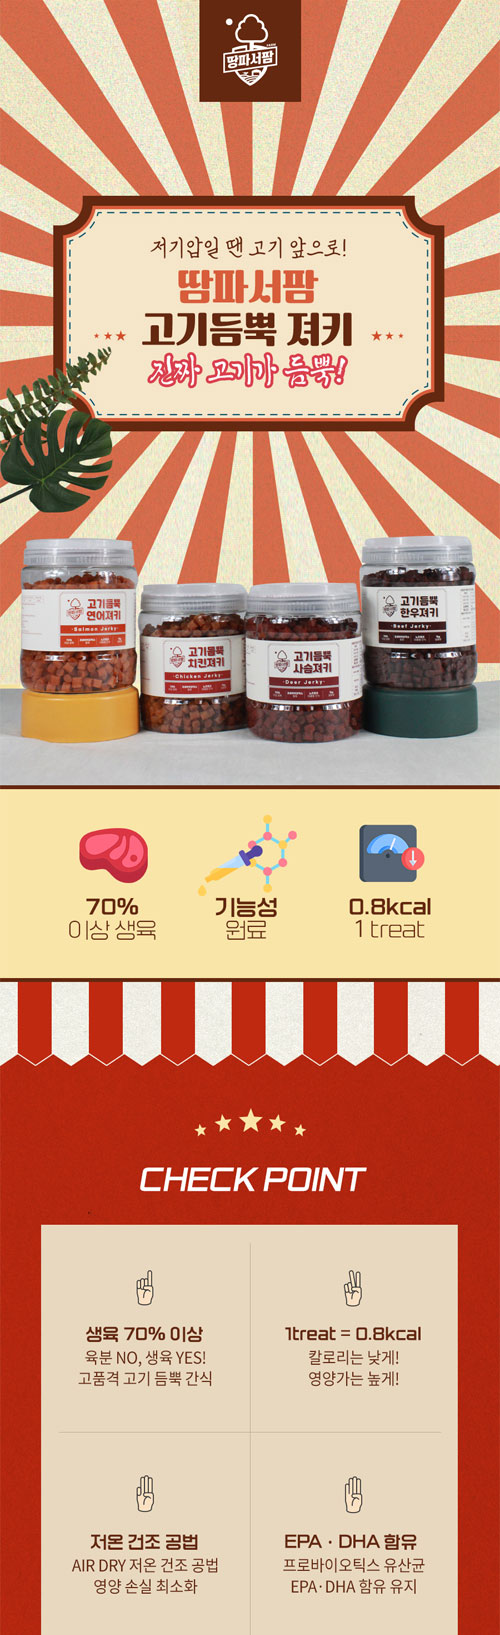 땅파서팜
저기압일 땐 고기 앞으로!
땅파서팜
고기듬뿍 져키
진짜 고기가 듬뿍!
고기듬뿍
연어져키
·Salmon Jerky·
고기듬뿍
치킨져키
·Chicken Jerky·
고기듬뿍
사슴져키
·Deer Jerky·
고기듬뿍
한우져키
·Beef Jerky·
70%
이상 생육
기능성
원료
0.8kcal
1 treat
CHECK POINT
생육 70% 이상
육분 NO, 생육 YES!
고품격 고기 듬뿍 간식
1treat = 0.8kcal
칼로리는 낮게!
영양가는 높게!
저온 건조 공법
AIR DRY 저온 건조 공법
영양 손실 최소화
EPA · DHA 함유
프로바이오틱스 유산균
EPA·DHA 함유 유지